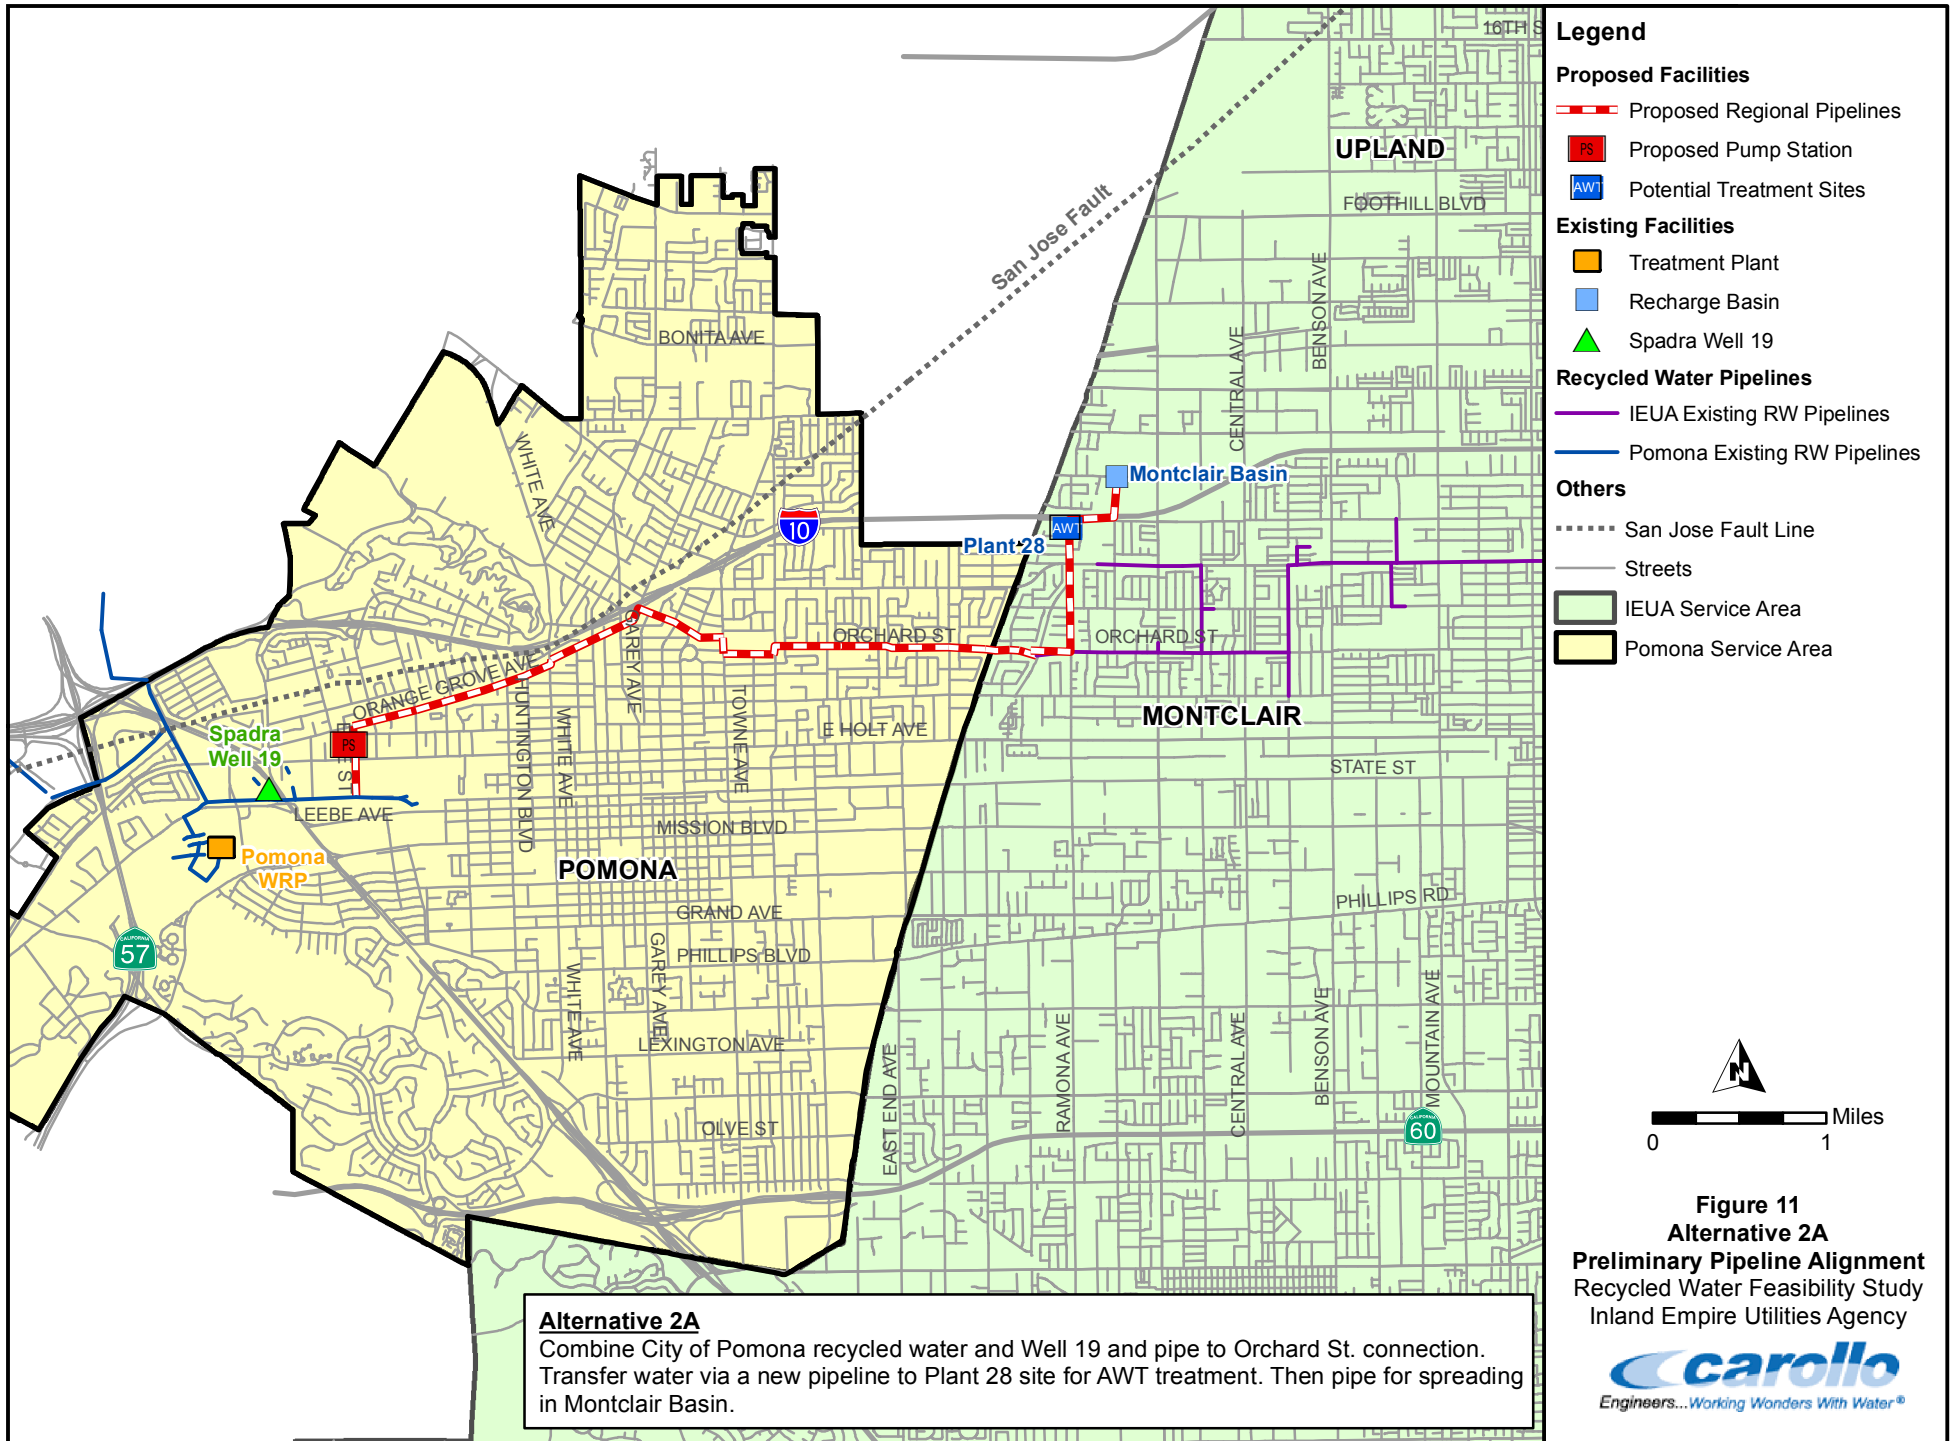 16TH S
UPLAND
FOOTHILL BLVD
San Jose Fault
BENSON AVE
CENTRAL AVE
BONITA AVE
WHITE AVE
10
Montclair Basin
AWT
Plant 28
ORCHARD ST
ORCHARD ST
GAREY AVE
ORANGE GROVE AVE
HUNTINGTON BLVD
WHITE AVE
TOWNE AVE
E HOLT AVE
MONTCLAIR
STATE ST
Spadra
Well 19
PS
LEEBE AVE
MISSION BLVD
Pomona
WRP
POMONA
PHILLIPS RD
GRAND AVE
PHILLIPS BLVD
CALIFORNIA
57
WHITE AVE
GAREY AVE
LEXINGTON AVE
EAST END AVE
RAMONA AVE
CENTRAL AVE
BENSON AVE
MOUNTAIN AVE
OLVE ST
CALIFORNIA
60
Alternative 2A
Combine City of Pomona recycled water and Well 19 and pipe to Orchard St. connection.
Transfer water via a new pipeline to Plant 28 site for AWT treatment. Then pipe for spreading
in Montclair Basin.
Legend
Proposed Facilities
Proposed Regional Pipelines
PS
Proposed Pump Station
AWT
Potential Treatment Sites
Existing Facilities
Treatment Plant
Recharge Basin
Spadra Well 19
Recycled Water Pipelines
IEUA Existing RW Pipelines
Pomona Existing RW Pipelines
Others
San Jose Fault Line
Streets
IEUA Service Area
Pomona Service Area
N
Miles
0 1
Figure 11
Alternative 2A
Preliminary Pipeline Alignment
Recycled Water Feasibility Study
Inland Empire Utilities Agency
carollo
Engineers...Working Wonders With Water®